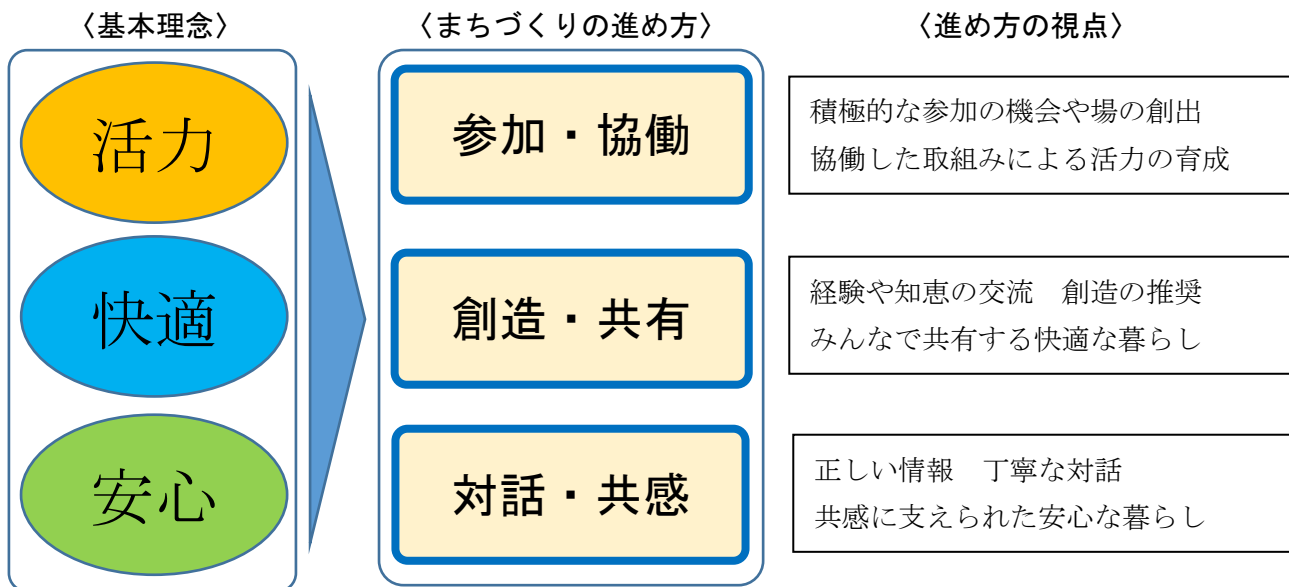 〈基本理念〉
〈まちづくりの進め方〉
〈進め方の視点〉
活力
参加・協働
積極的な参加の機会や場の創出
協働した取組みによる活力の育成
快適
創造・共有
経験や知恵の交流　創造の推奨
みんなで共有する快適な暮らし
安心
対話・共感
正しい情報　丁寧な対話
共感に支えられた安心な暮らし